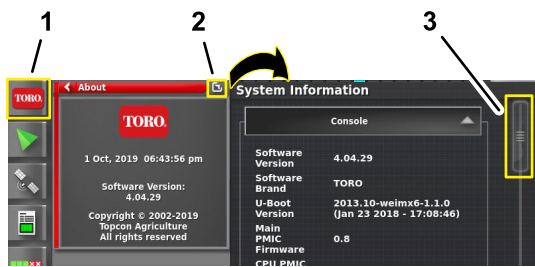 1
2
3
TORO.
About
System Information
TORO.
1 Oct, 2019 06:43:56 pm
Software Version:
4.04.29
Copyright © 2002-2019
Topcon Agriculture
All rights reserved
Console
Software
Version
4.04.29
Software
Brand
TORO
U-Boot
Version
2013.10-weimx6-1.1.0
(Jan 23 2018 - 17:08:46)
Main
PMIC
Firmware
0.8
CPU PMIC